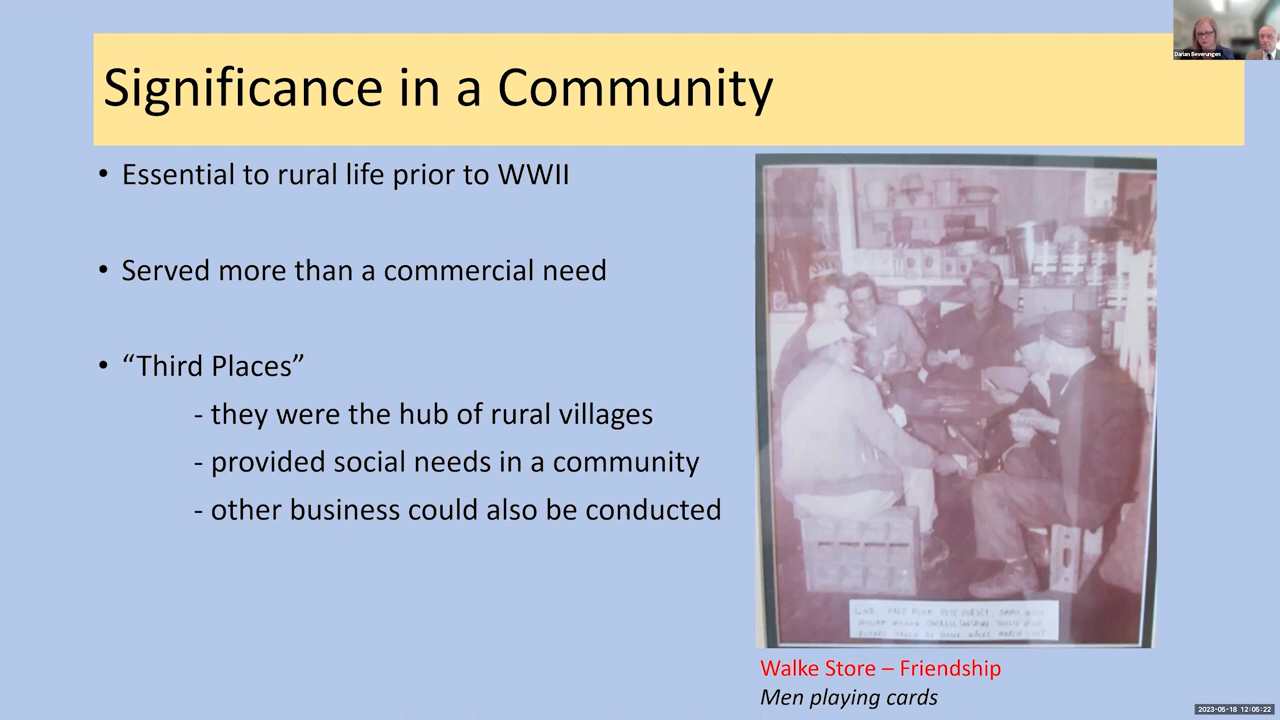 Significance in a Community
• Essential to rural life prior to WWII
• Served more than a commercial need
• “Third Places”
- they were the hub of rural villages
- provided social needs in a community
- other business could also be conducted
Walke Store – Friendship
Men playing cards
Darian Beverungen
2023-05-18 12:05:22